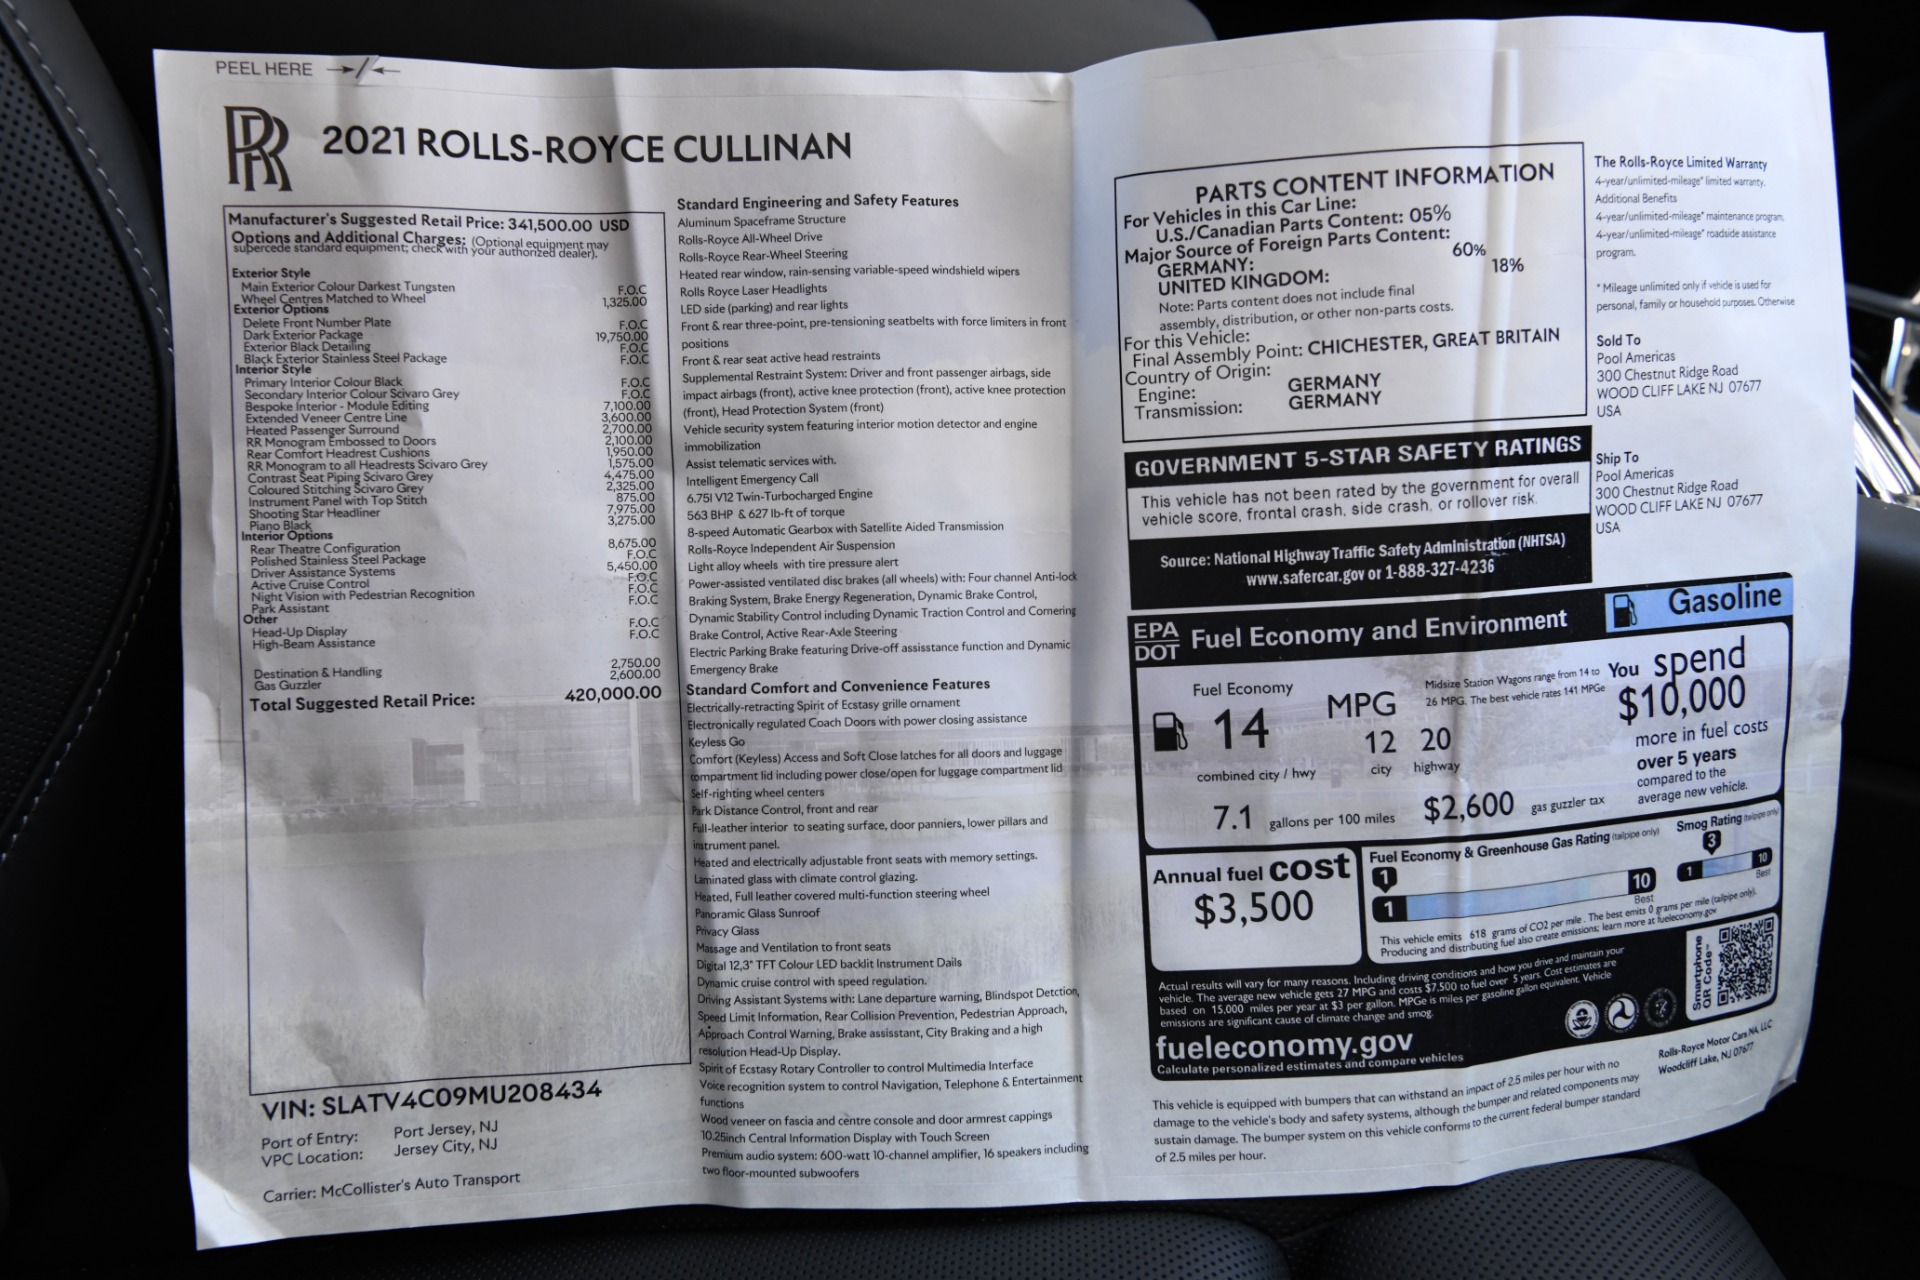 PEEL HERE
RR
2021 ROLLS-ROYCE CULLINAN
Manufacturer's Suggested Retail Price: 341,500.00 USD
Options and Additional Charges: (Optional equipment may
supercede standard equipment; check with your authorized dealer).
Exterior Style
Main Exterior Colour Darkest Tungsten F.O.C
Wheel Centres Matched to Wheel 1,325.00
Exterior Options
Delete Front Number Plate F.O.C
Dark Exterior Package 19,750.00
Exterior Black Detailing F.O.C
Black Exterior Stainless Steel Package F.O.C
Interior Style
Primary Interior Colour Black F.O.C
Secondary Interior Colour Scivaro Grey F.O.C
Bespoke Interior - Module Editing 7,100.00
Extended Veneer Centre Line 3,600.00
Heated Passenger Surround 2,700.00
RR Monogram Embossed to Doors 2,100.00
Rear Comfort Headrest Cushions 1,950.00
RR Monogram to all Headrests Scivaro Grey 1,575.00
Contrast Seat Piping Scivaro Grey 4,475.00
Coloured Stitching Scivaro Grey 2,325.00
Instrument Panel with Top Stitch 875.00
Shooting Star Headliner 7,975.00
Piano Black 3,275.00
Interior Options
Rear Theatre Configuration 8,675.00
Polished Stainless Steel Package F.O.C
Driver Assistance Systems 5,450.00
Active Cruise Control F.O.C
Night Vision with Pedestrian Recognition F.O.C
Park Assistant F.O.C
Other
Head-Up Display F.O.C
High-Beam Assistance F.O.C
Destination & Handling 2,750.00
Gas Guzzler 2,600.00
Total Suggested Retail Price: 420,000.00
VIN: SLATV4C09MU208434
Port of Entry: Port Jersey, NJ
VPC Location: Jersey City, NJ
Carrier: McCollister's Auto Transport
Standard Engineering and Safety Features
Aluminum Spaceframe Structure
Rolls-Royce All-Wheel Drive
Rolls-Royce Rear-Wheel Steering
Heated rear window, rain-sensing variable-speed windshield wipers
Rolls Royce Laser Headlights
LED side (parking) and rear lights
Front & rear three-point, pre-tensioning seatbelts with force limiters in front
positions
Front & rear seat active head restraints
Supplemental Restraint System: Driver and front passenger airbags, side
impact airbags (front), active knee protection (front), active knee protection
(front), Head Protection System (front)
Vehicle security system featuring interior motion detector and engine
immobilization
Assist telematic services with.
Intelligent Emergency Call
6.75l V12 Twin-Turbocharged Engine
563 BHP & 627 lb-ft of torque
8-speed Automatic Gearbox with Satellite Aided Transmission
Rolls-Royce Independent Air Suspension
Light alloy wheels with tire pressure alert
Power-assisted ventilated disc brakes (all wheels) with: Four channel Anti-lock
Braking System, Brake Energy Regeneration, Dynamic Brake Control,
Dynamic Stability Control including Dynamic Traction Control and Cornering
Brake Control, Active Rear-Axle Steering
Electric Parking Brake featuring Drive-off assisstance function and Dynamic
Emergency Brake
Standard Comfort and Convenience Features
Electrically-retracting Spirit of Ecstasy grille ornament
Electronically regulated Coach Doors with power closing assistance
Keyless Go
Comfort (Keyless) Access and Soft Close latches for all doors and luggage
compartment lid including power close/open for luggage compartment lid
Self-righting wheel centers
Park Distance Control, front and rear
Full-leather interior to seating surface, door panniers, lower pillars and
instrument panel.
Heated and electrically adjustable front seats with memory settings.
Laminated glass with climate control glazing.
Heated, Full leather covered multi-function steering wheel
Panoramic Glass Sunroof
Privacy Glass
Massage and Ventilation to front seats
Digital 12,3" TFT Colour LED backlit Instrument Dails
Dynamic cruise control with speed regulation.
Driving Assistant Systems with: Lane departure warning, Blindspot Detction,
Speed Limit Information, Rear Collision Prevention, Pedestrian Approach,
Approach Control Warning, Brake assisstant, City Braking and a high
resolution Head-Up Display.
Spirit of Ecstasy Rotary Controller to control Multimedia Interface
Voice recognition system to control Navigation, Telephone & Entertainment
functions
Wood veneer on fascia and centre console and door armrest cappings
10.25inch Central Information Display with Touch Screen
Premium audio system: 600-watt 10-channel amplifier, 16 speakers including
two floor-mounted subwoofers
PARTS CONTENT INFORMATION
For Vehicles in this Car Line:
U.S./Canadian Parts Content: 05%
Major Source of Foreign Parts Content:
GERMANY: 60%
UNITED KINGDOM: 18%
Note: Parts content does not include final
assembly, distribution, or other non-parts costs.
For this Vehicle:
Final Assembly Point: CHICHESTER, GREAT BRITAIN
Country of Origin:
Engine: GERMANY
Transmission: GERMANY
GOVERNMENT 5-STAR SAFETY RATINGS
This vehicle has not been rated by the government for overall
vehicle score, frontal crash, side crash, or rollover risk.
Source: National Highway Traffic Safety Administration (NHTSA)
www.safercar.gov or 1-888-327-4236
The Rolls-Royce Limited Warranty
4-year/unlimited-mileage* limited warranty.
Additional Benefits
4-year/unlimited-mileage* maintenance program.
4-year/unlimited-mileage* roadside assistance
program.
* Mileage unlimited only if vehicle is used for
personal, family or household purposes. Otherwise
Sold To
Pool Americas
300 Chestnut Ridge Road
WOOD CLIFF LAKE NJ 07677
USA
Ship To
Pool Americas
300 Chestnut Ridge Road
WOOD CLIFF LAKE NJ 07677
USA
EPA
DOT
Fuel Economy and Environment
Gasoline
Fuel Economy
14
combined city / hwy
MPG
12 city
20 highway
Midsize Station Wagons range from 14 to
26 MPG. The best vehicle rates 141 MPGe
7.1 gallons per 100 miles
$2,600 gas guzzler tax
You spend
$10,000
more in fuel costs
over 5 years
compared to the
average new vehicle.
Annual fuel cost
$3,500
Fuel Economy & Greenhouse Gas Rating (tailpipe only)
1
1 10
Best
Smog Rating (tailpipe only)
3
1 10
Best
This vehicle emits 618 grams of CO2 per mile. The best emits 0 grams per mile (tailpipe only).
Producing and distributing fuel also create emissions; learn more at fueleconomy.gov
Actual results will vary for many reasons. Including driving conditions and how you drive and maintain your
vehicle. The average new vehicle gets 27 MPG and costs $7,500 to fuel over 5 years. Cost estimates are
based on 15,000 miles per year at $3 per gallon. MPGe is miles per gasoline gallon equivalent. Vehicle
emissions are significant cause of climate change and smog.
fueleconomy.gov
Calculate personalized estimates and compare vehicles
Smartphone
QR Code™
Rolls-Royce Motor Cars NA, LLC
Woodcliff Lake, NJ 07677
This vehicle is equipped with bumpers that can withstand an impact of 2.5 miles per hour with no
damage to the vehicle's body and safety systems, although the bumper and related components may
sustain damage. The bumper system on this vehicle conforms to the current federal bumper standard
of 2.5 miles per hour.